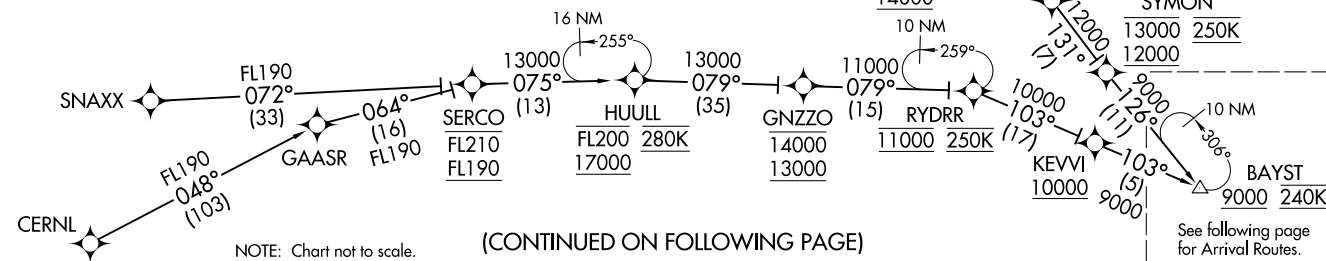 14000
SYMON
13000 250K
12000
12000
131°
(7)
16 NM
255°
10 NM
259°
SNAXX
FL190
072°
(33)
064°
(16)
FL190
GAASR
FL190
048°
(103)
CERNL
SERCO
FL210
FL190
13000
075°
(13)
HUULL
FL200 280K
17000
13000
079°
(35)
GNZZO
14000
13000
11000
079°
(15)
RYDRR
11000 250K
10000
103°
(17)
KEVVI
10000
103°
(5)
9000
9000
126°
(11)
10 NM
306°
BAYST
9000 240K
See following page
for Arrival Routes.
NOTE: Chart not to scale.
(CONTINUED ON FOLLOWING PAGE)